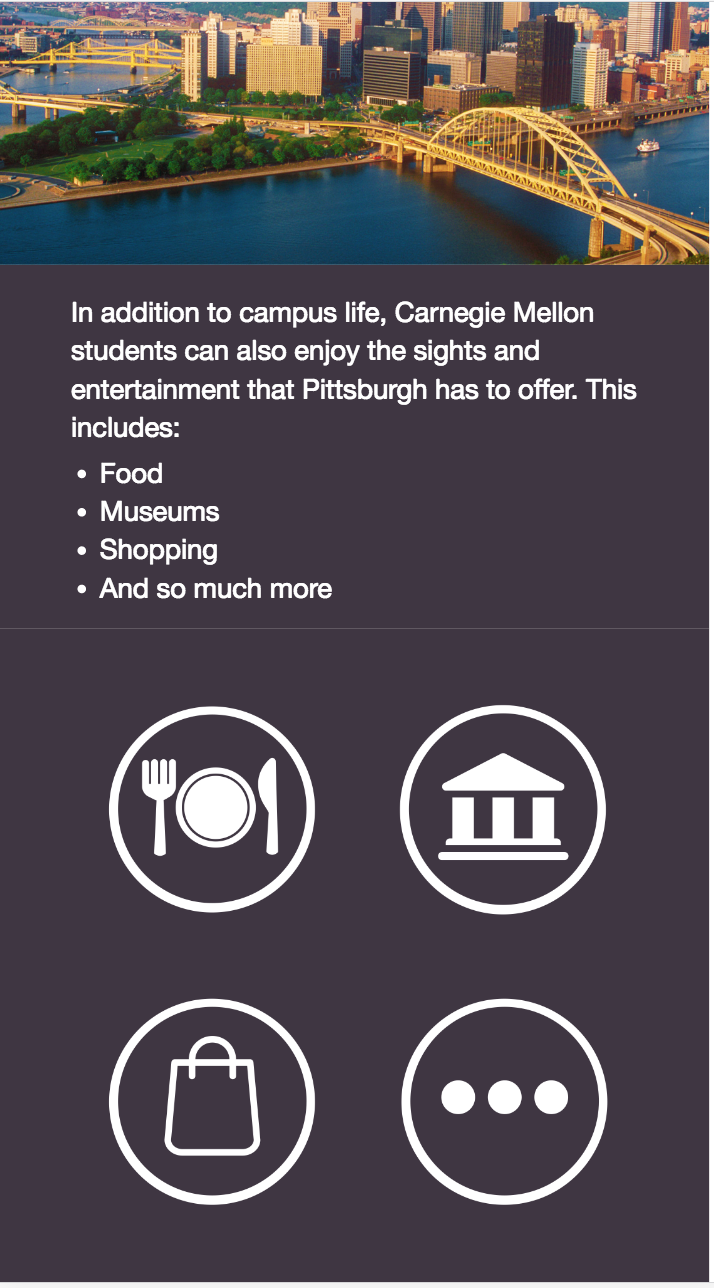 In addition to campus life, Carnegie Mellon
students can also enjoy the sights and
entertainment that Pittsburgh has to offer. This
includes:
• Food
• Museums
• Shopping
• And so much more